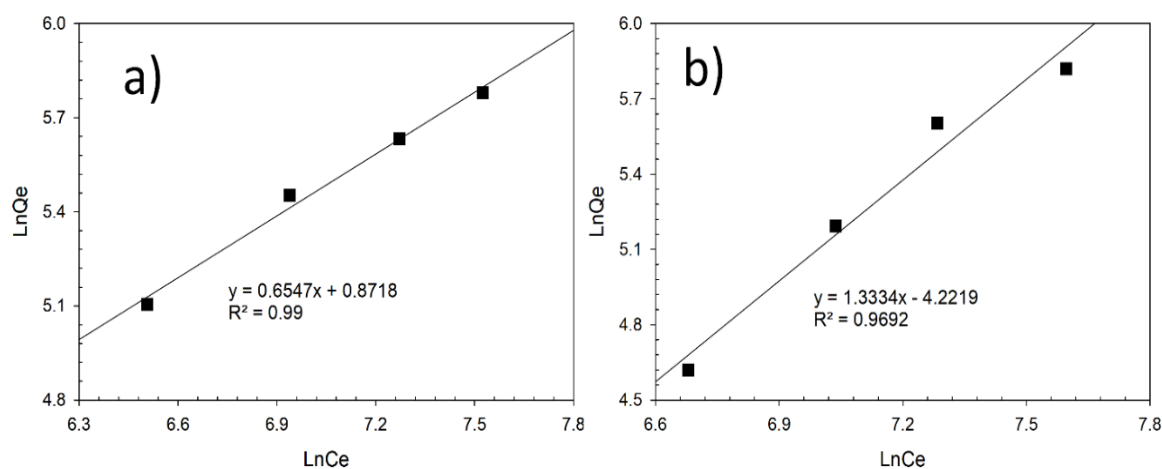 a)
6.0
5.7
5.4
5.1
4.8
LnQe
y = 0.6547x + 0.8718
R² = 0.99
6.3 6.6 6.9 7.2 7.5 7.8
LnCe
b)
6.0
5.7
5.4
5.1
4.8
4.5
LnQe
y = 1.3334x - 4.2219
R² = 0.9692
6.6 6.9 7.2 7.5 7.8
LnCe